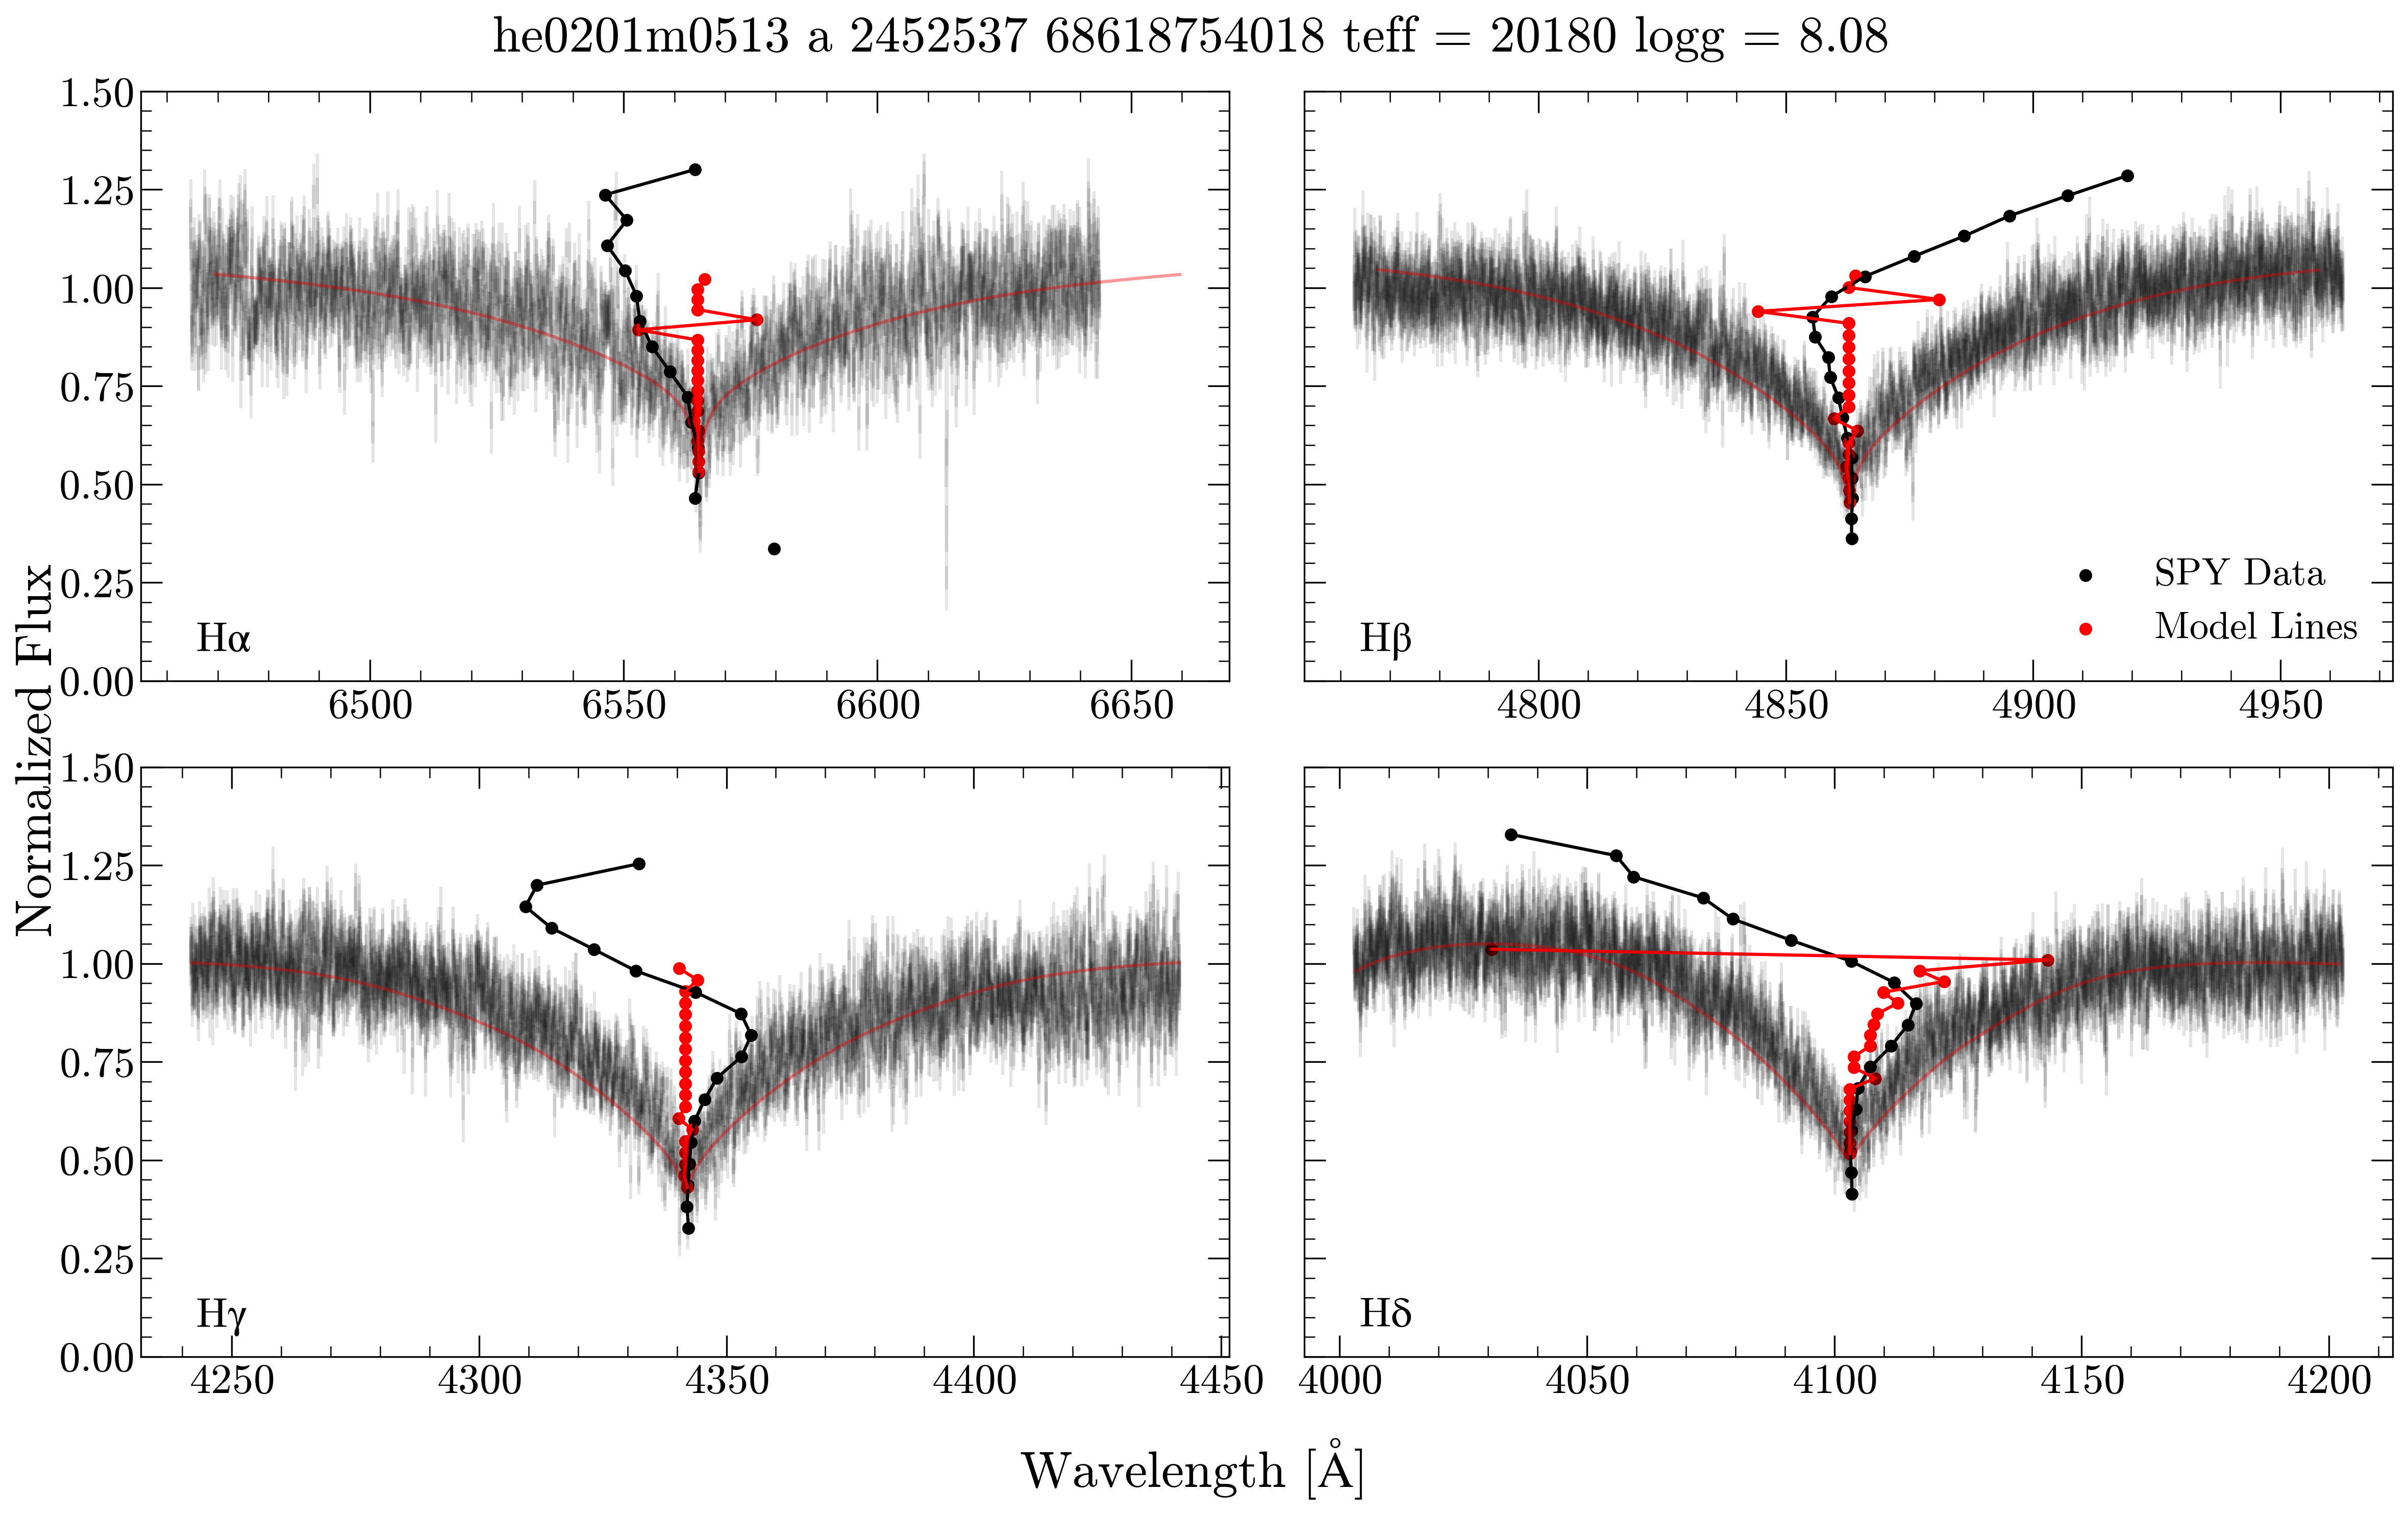 he0201m0513 a 2452537 68618754018 teff = 20180 logg = 8.08
Normalized Flux
1.50
1.25
1.00
0.75
0.50
0.25
0.00
Hα
6500 6550 6600 6650
SPY Data
Model Lines
Hβ
4800 4850 4900 4950
1.50
1.25
1.00
0.75
0.50
0.25
0.00
Hγ
4250 4300 4350 4400 4450
Hδ
4000 4050 4100 4150 4200
Wavelength [Å]